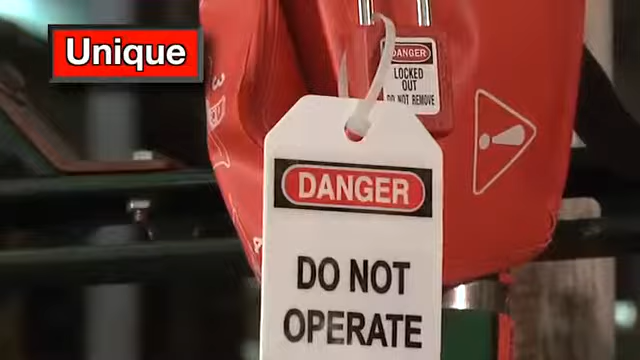 Unique
DANGER
LOCKED
OUT
DO NOT REMOVE
DANGER
DO NOT
OPERATE